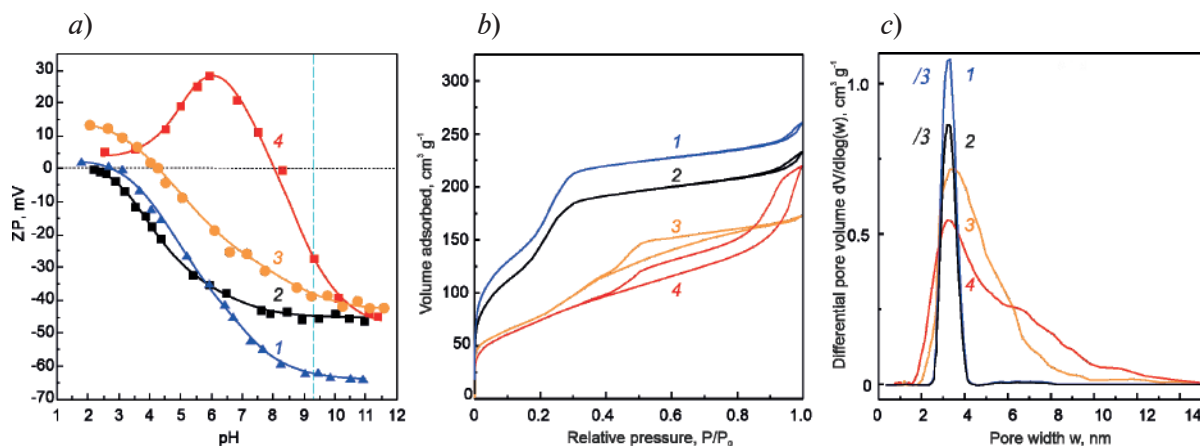 a)
ZP, mV
30
20
10
0
-10
-20
-30
-40
-50
-60
-70
1 2 3 4 5 6 7 8 9 10 11 12
pH
4
3
2
1
b)
Volume adsorbed, cm³ g⁻¹
300
250
200
150
100
50
0
0 0.2 0.4 0.6 0.8 1.0
Relative pressure, P/P₀
1
2
3
4
c)
Differential pore volume dV/dlog(w), cm³ g⁻¹
1.0
0.5
0
0 2 4 6 8 10 12 14
Pore width w, nm
/3 1
/3 2
3
4